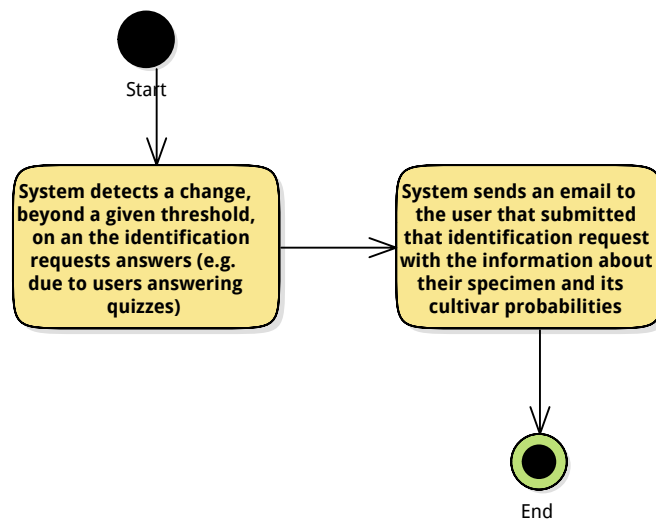 Start
System detects a change,
beyond a given threshold,
on an the identification
requests answers (e.g.
due to users answering
quizzes)
System sends an email to
the user that submitted
that identification request
with the information about
their specimen and its
cultivar probabilities
End